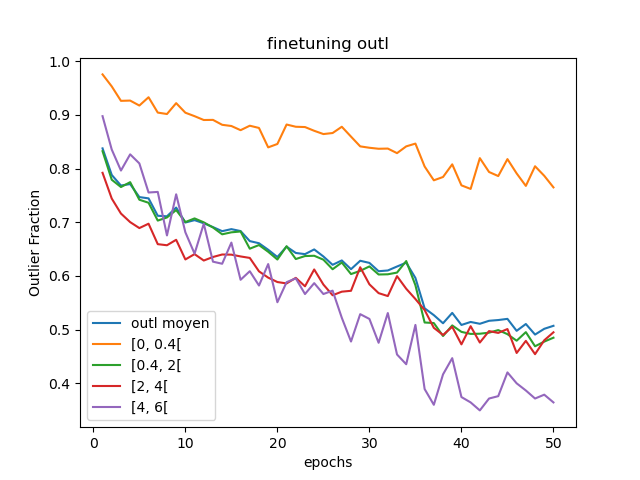 finetuning outl
1.0
0.9
0.8
0.7
0.6
0.5
0.4
Outlier Fraction
outl moyen
[0, 0.4[
[0.4, 2[
[2, 4[
[4, 6[
0 10 20 30 40 50
epochs